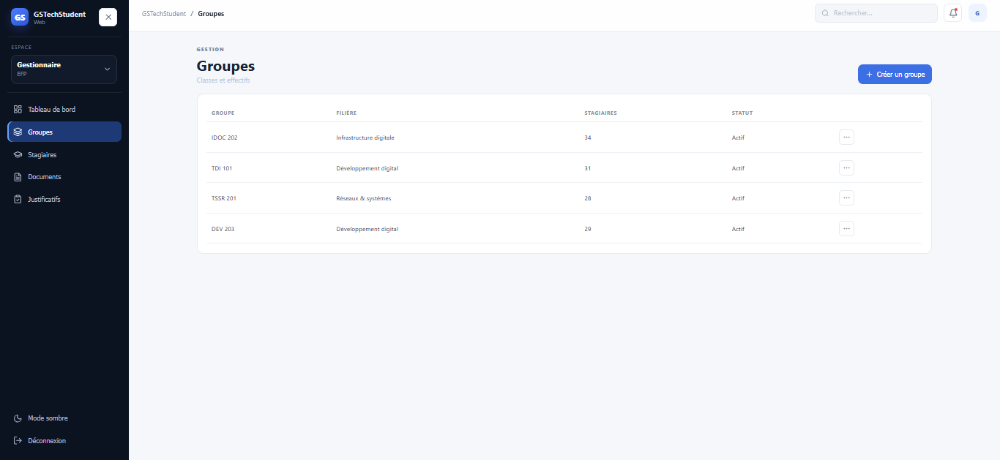 GS
GSTechStudent
Web
ESPACE
Gestionnaire
EFP
Tableau de bord
Groupes
Stagiaires
Documents
Justificatifs
Mode sombre
Déconnexion
GSTechStudent / Groupes
Rechercher...
G
GESTION
Groupes
Classes et effectifs
+ Créer un groupe
GROUPE FILIÈRE STAGIAIRES STATUT
IDOC 202 Infrastructure digitale 34 Actif
TDI 101 Développement digital 31 Actif
TSSR 201 Réseaux & systèmes 28 Actif
DEV 203 Développement digital 29 Actif